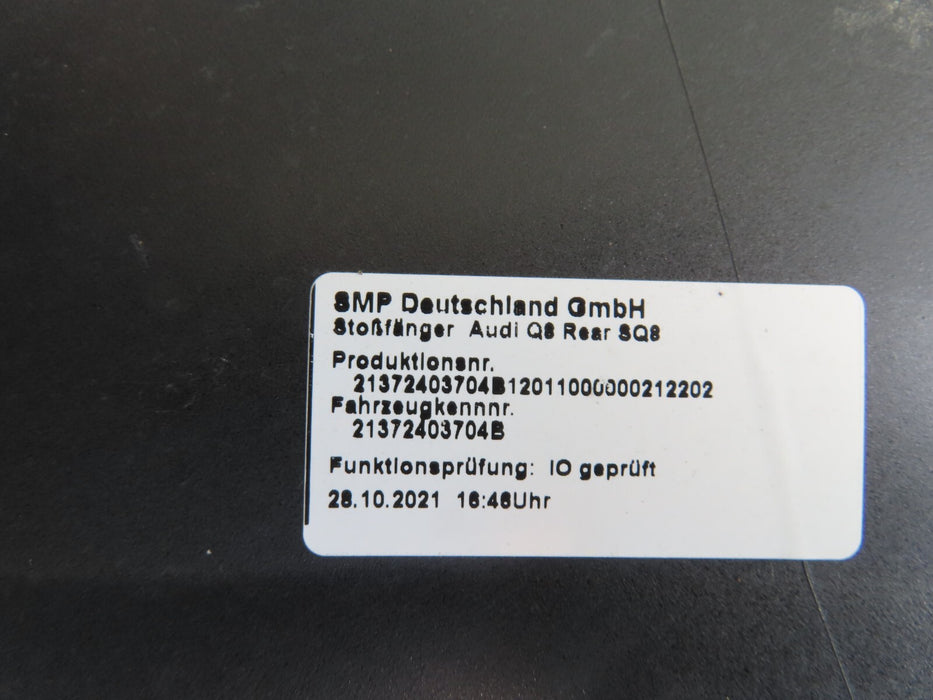 SMP Deutschland GmbH
Stoßfänger Audi Q8 Rear SQ8
Produktionsnr.
21372403704B12011000000212202
Fahrzeugkennnr.
21372403704B
Funktionsprüfung: IO geprüft
28.10.2021 16:46Uhr